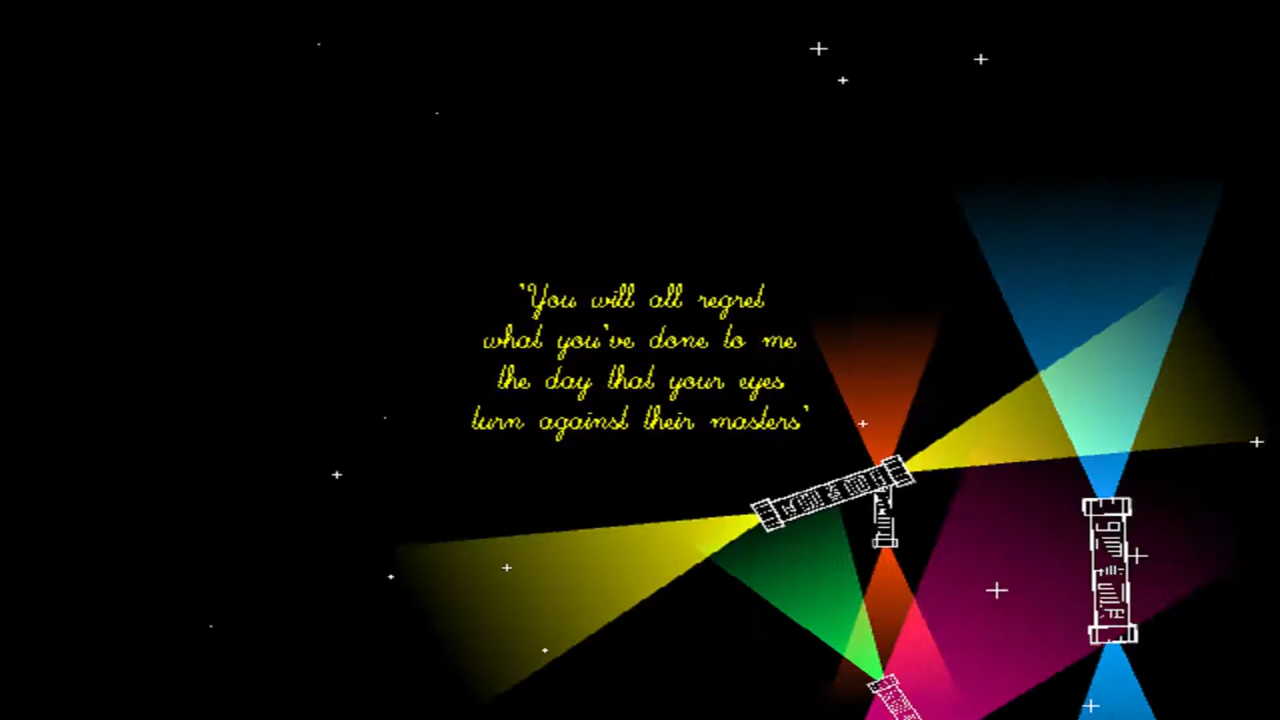 'You will all regret
what you've done to me
the day that your eyes
turn against their masters'